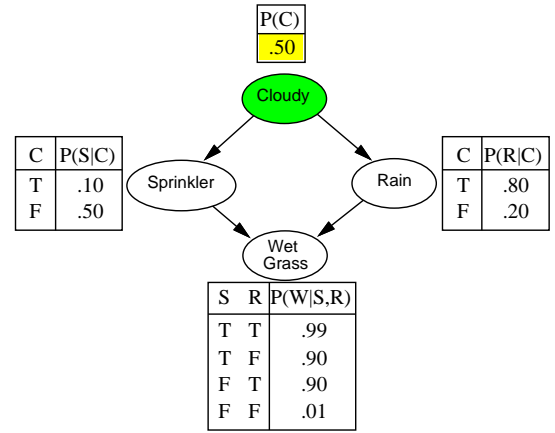 P(C)
.50
Cloudy
C P(S|C)
T .10
F .50
Sprinkler
Rain
C P(R|C)
T .80
F .20
Wet
Grass
S R P(W|S,R)
T T .99
T F .90
F T .90
F F .01